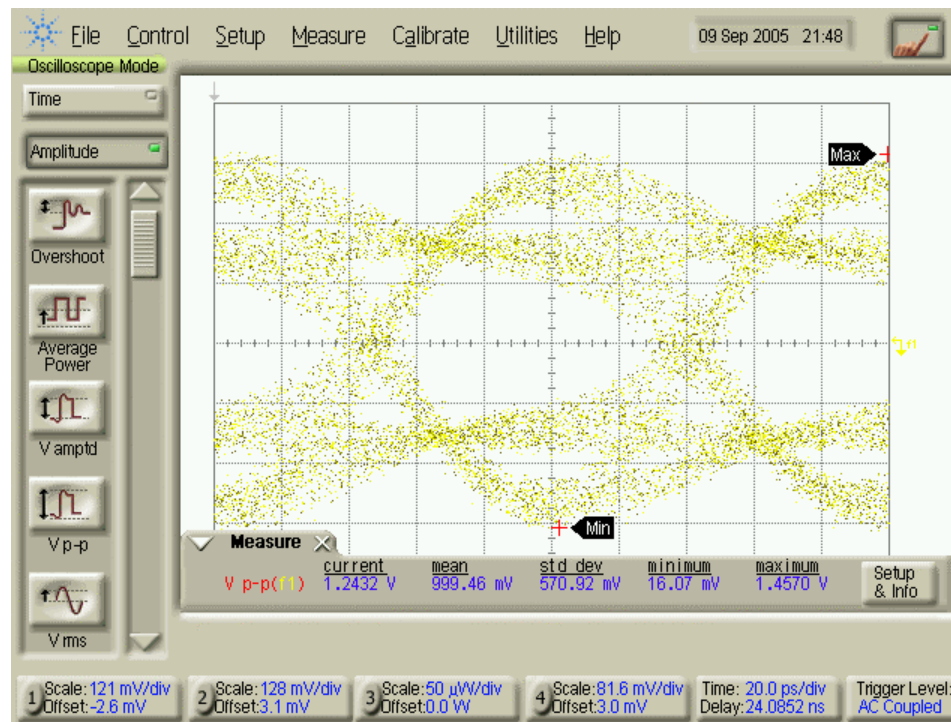 File Control Setup Measure Calibrate Utilities Help 09 Sep 2005 21:48
Oscilloscope Mode
Time
Amplitude
Max
Overshoot
Average
Power
f1
V amptd
V p-p
Min
Measure
current mean std dev minimum maximum
V p-p(f1) 1.2432 V 999.46 mV 570.92 mV 16.07 mV 1.4570 V
Setup
& Info
V rms
1 Scale: 121 mV/div
Offset:-2.6 mV
2 Scale: 128 mV/div
Offset:3.1 mV
3 Scale:50 µW/div
Offset:0.0 W
4 Scale:81.6 mV/div
Offset:3.0 mV
Time: 20.0 ps/div
Delay:24.0852 ns
Trigger Level:
AC Coupled